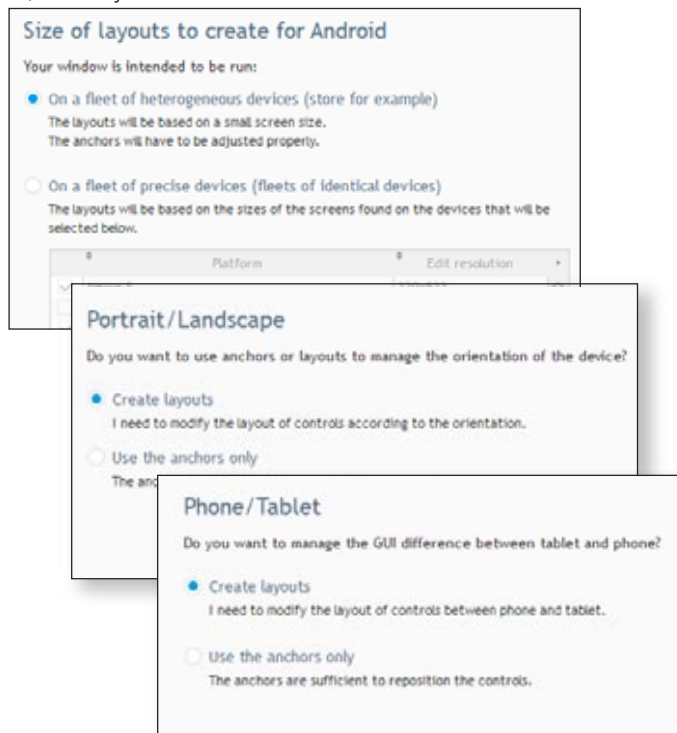 Size of layouts to create for Android
Your window is intended to be run:
On a fleet of heterogeneous devices (store for example)
The layouts will be based on a small screen size.
The anchors will have to be adjusted properly.
On a fleet of precise devices (fleets of identical devices)
The layouts will be based on the sizes of the screens found on the devices that will be
selected below.
Platform Edit resolution
Portrait/Landscape
Do you want to use anchors or layouts to manage the orientation of the device?
Create layouts
I need to modify the layout of controls according to the orientation.
Use the anchors only
The
Phone/Tablet
Do you want to manage the GUI difference between tablet and phone?
Create layouts
I need to modify the layout of controls between phone and tablet.
Use the anchors only
The anchors are sufficient to reposition the controls.